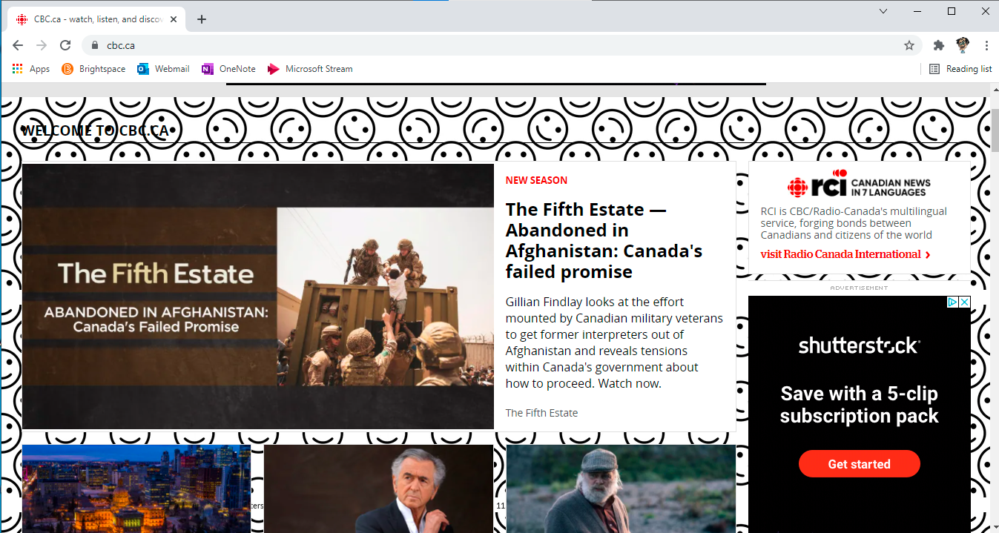 CBC.ca - watch, listen, and discov
cbc.ca
Apps
Brightspace
Webmail
OneNote
Microsoft Stream
Reading list
WELCOME TO CBC.CA
The Fifth Estate
ABANDONED IN AFGHANISTAN:
Canada's Failed Promise
NEW SEASON
The Fifth Estate —
Abandoned in
Afghanistan: Canada's
failed promise
Gillian Findlay looks at the effort
mounted by Canadian military veterans
to get former interpreters out of
Afghanistan and reveals tensions
within Canada's government about
how to proceed. Watch now.
The Fifth Estate
rci CANADIAN NEWS
IN 7 LANGUAGES
RCI is CBC/Radio-Canada's multilingual
service, forging bonds between
Canadians and citizens of the world
visit Radio Canada International
ADVERTISEMENT
shutterstock
Save with a 5-clip
subscription pack
Get started
ters
11